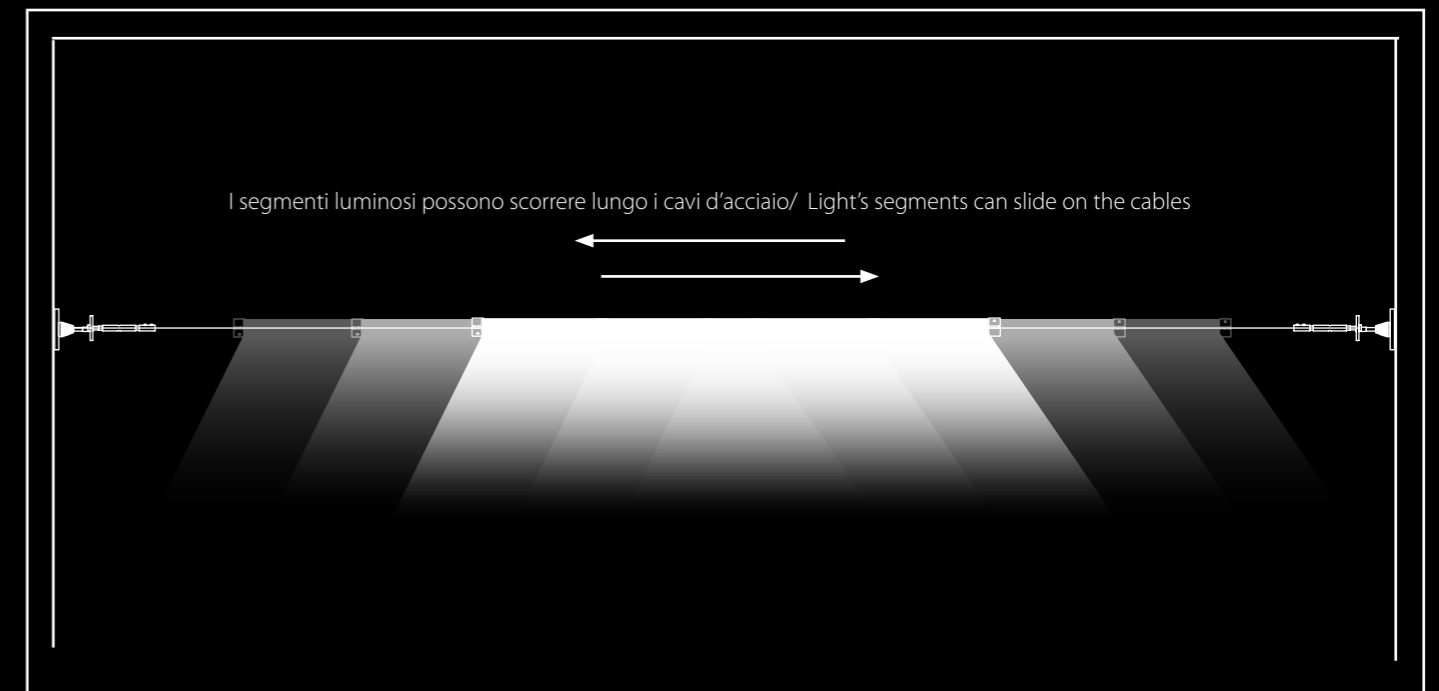 I segmenti luminosi possono scorrere lungo i cavi d’acciaio/ Light’s segments can slide on the cables